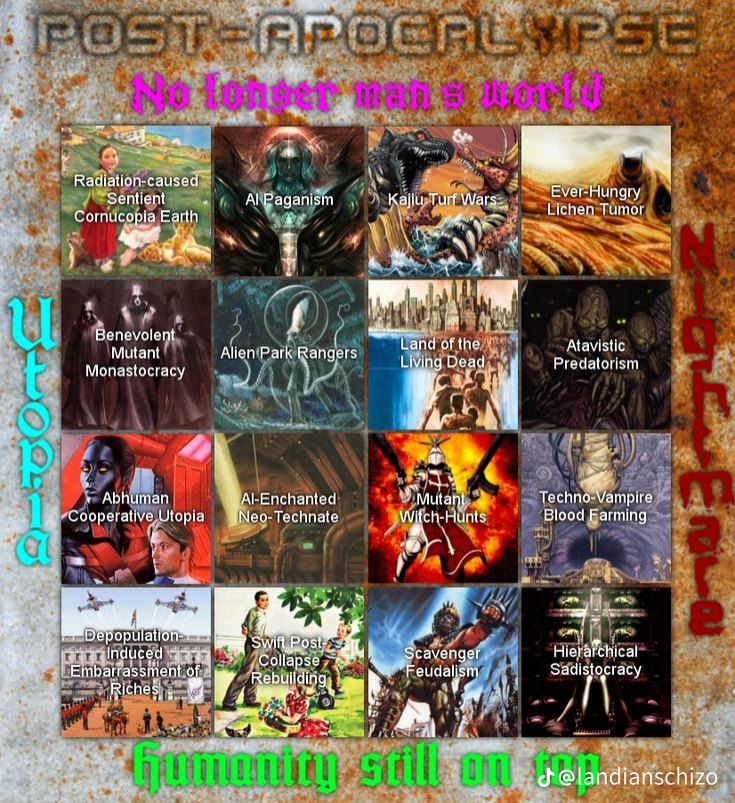 POST-APOCALYPSE
No longer man's world
Radiation-caused
Sentient
Cornucopia Earth
AI Paganism
Kajiu Turf Wars
Ever-Hungry
Lichen Tumor
Utopia
Nightmare
Benevolent
Mutant
Monastocracy
Alien Park Rangers
Land of the
Living Dead
Atavistic
Predatorism
Abhuman
Cooperative Utopia
AI-Enchanted
Neo-Technate
Mutant
Witch-Hunts
Techno-Vampire
Blood Farming
Depopulation-
Induced
Embarrassment of
Riches
Swift Post-
Collapse
Rebuilding
Scavenger
Feudalism
Hierarchical
Sadistocracy
Humanity still on top
@landianschizo